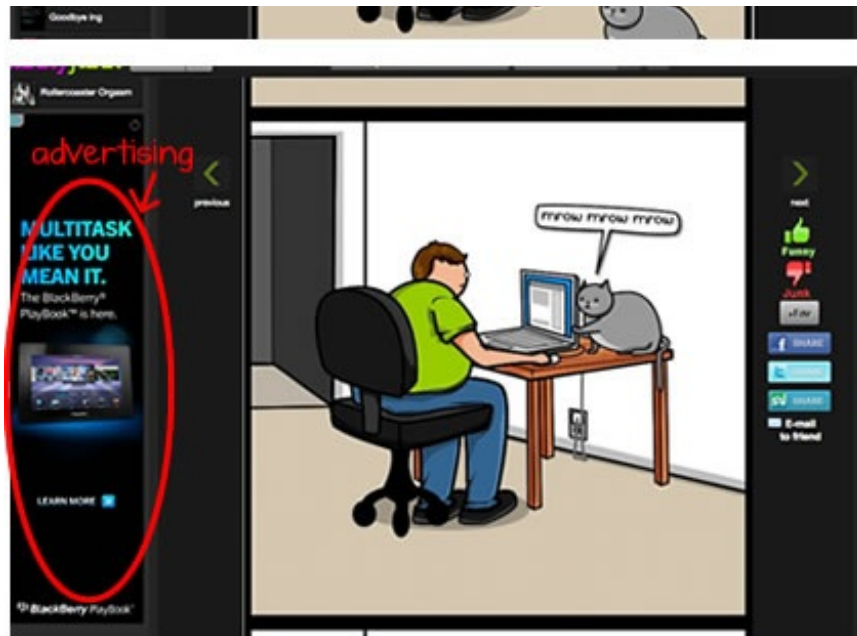 Goodbye ing
Rollercoaster Orgasm
advertising
previous
next
MULTITASK
LIKE YOU
MEAN IT.
The BlackBerry®
PlayBook™ is here.
LEARN MORE
BlackBerry PlayBook
mrow mrow mrow
Funny
Junk
SHARE
SHARE
E-mail
to friend